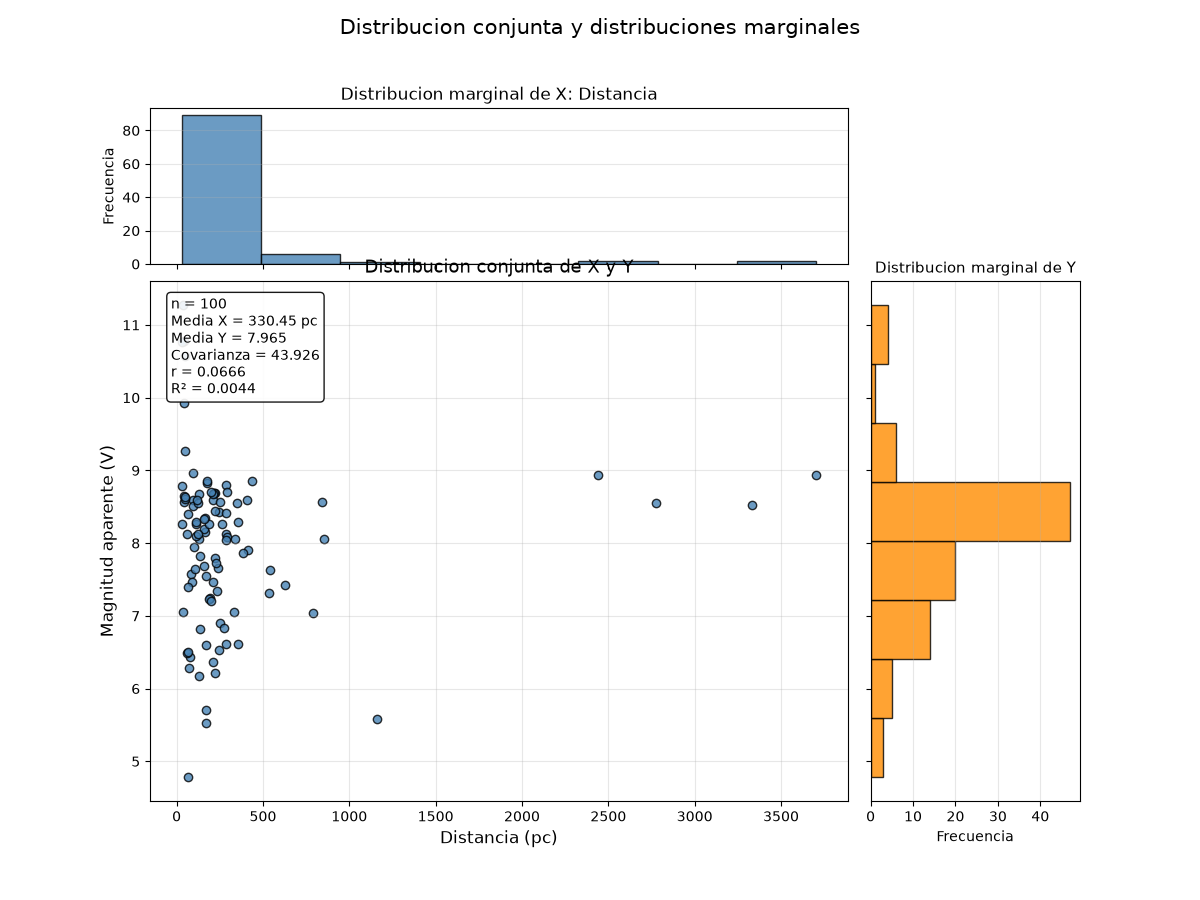 Distribucion conjunta y distribuciones marginales
Distribucion marginal de X: Distancia
Frecuencia
80
60
40
20
0
Distribucion conjunta de X y Y
Distribucion marginal de Y
n = 100
Media X = 330.45 pc
Media Y = 7.965
Covarianza = 43.926
r = 0.0666
R² = 0.0044
Magnitud aparente (V)
11
10
9
8
7
6
5
0 500 1000 1500 2000 2500 3000 3500
Distancia (pc)
0 10 20 30 40
Frecuencia